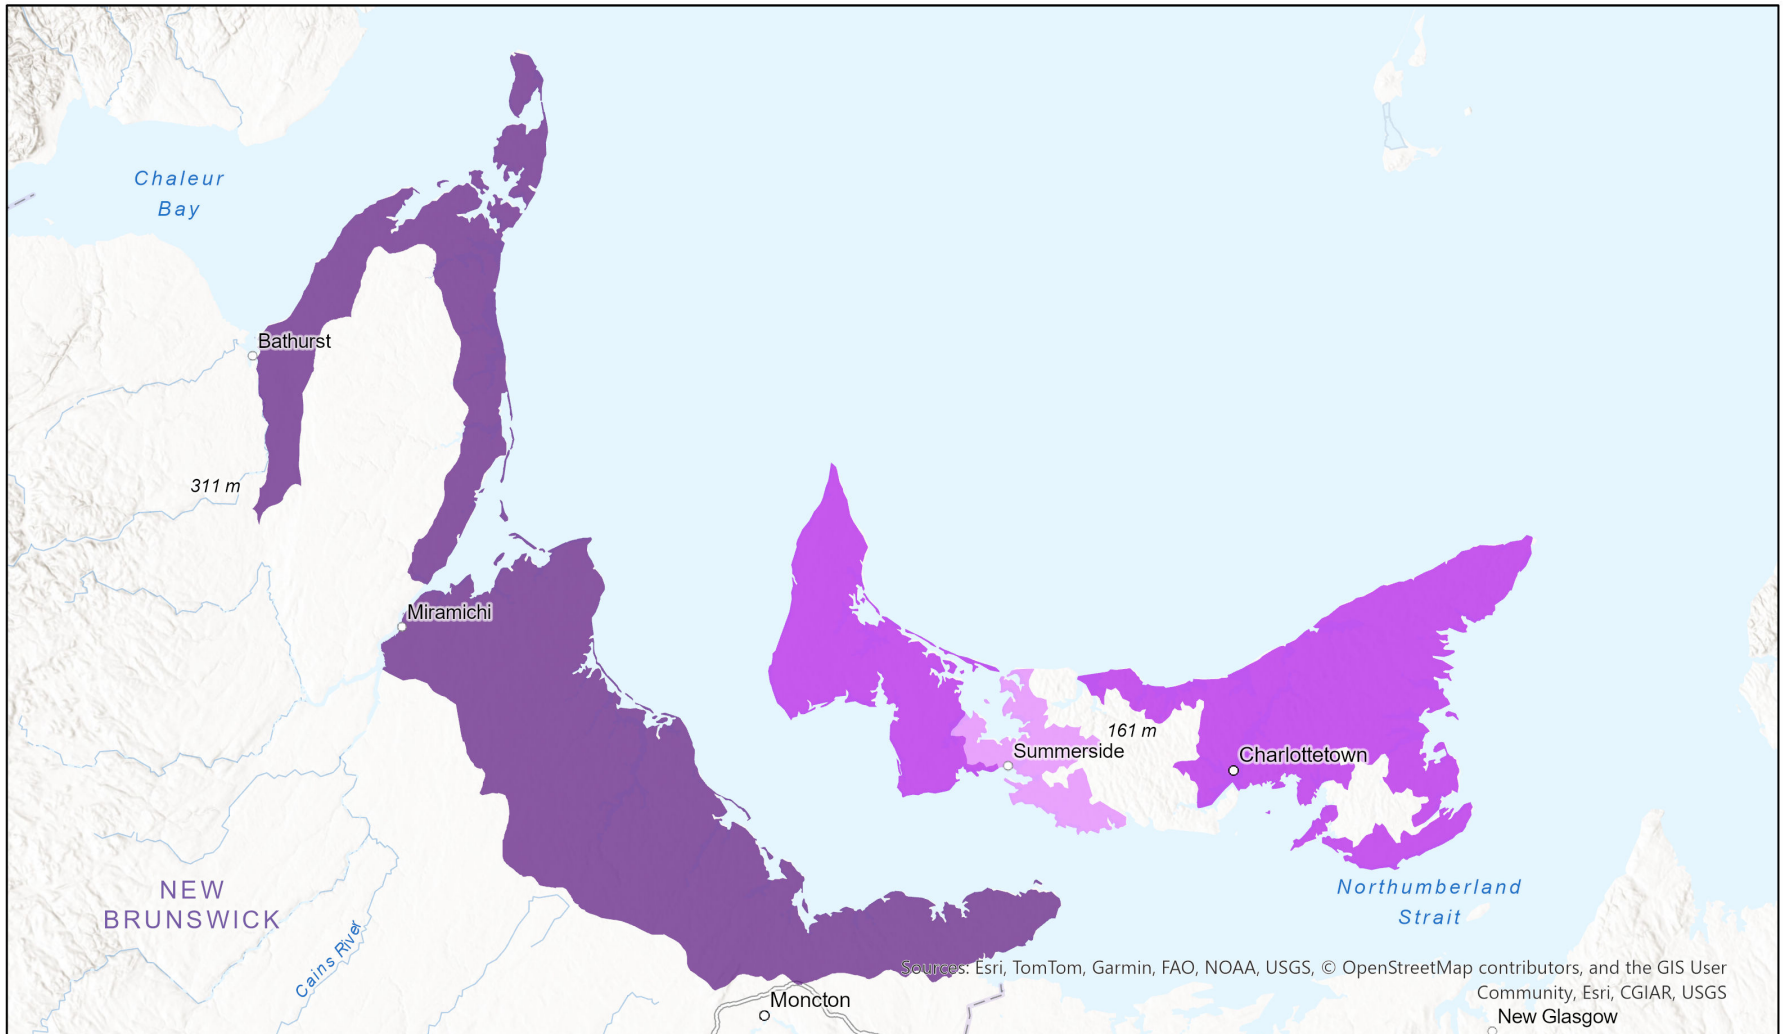 Chaleur
Bay
Bathurst
311 m
Miramichi
161 m
Summerside
Charlottetown
NEW
BRUNSWICK
Northumberland
Strait
Cains River
Sources: Esri, TomTom, Garmin, FAO, NOAA, USGS, © OpenStreetMap contributors, and the GIS User
Community, Esri, CGIAR, USGS
Moncton
New Glasgow